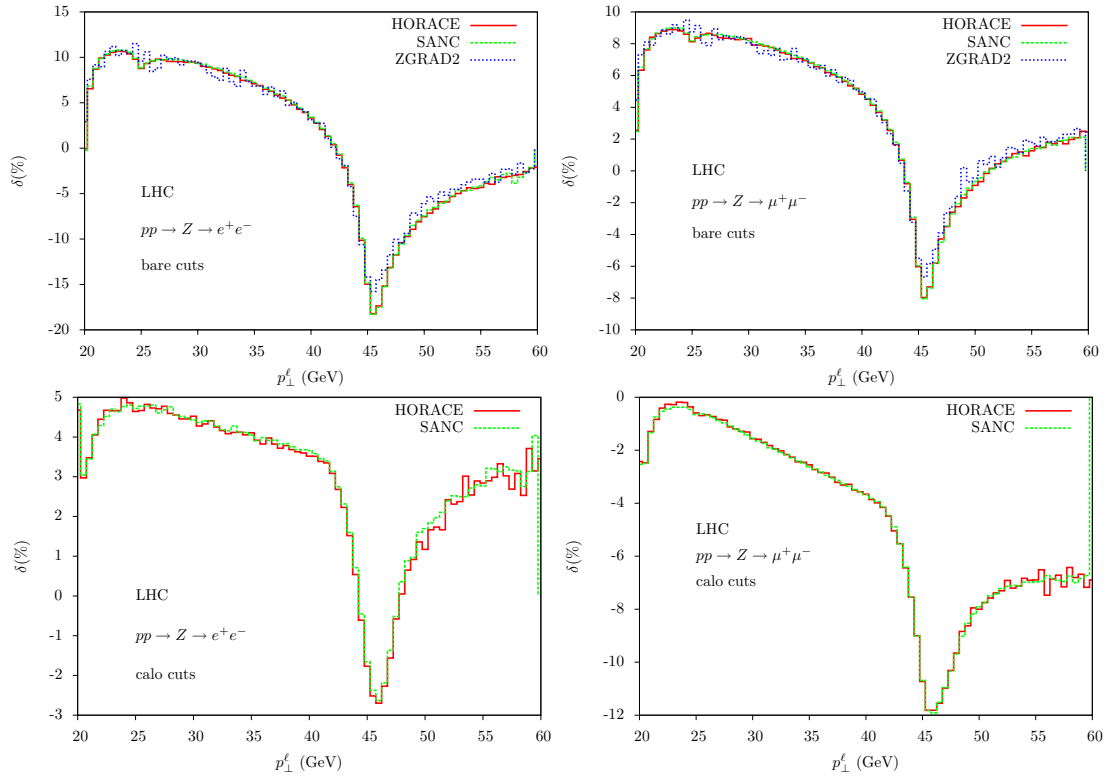 HORACE
SANC
ZGRAD2
15
10
5
0
-5
-10
-15
-20
δ(%)
LHC
pp → Z → e⁺e⁻
bare cuts
20 25 30 35 40 45 50 55 60
p⊥^ℓ (GeV)
HORACE
SANC
ZGRAD2
10
8
6
4
2
0
-2
-4
-6
-8
-10
δ(%)
LHC
pp → Z → μ⁺μ⁻
bare cuts
20 25 30 35 40 45 50 55 60
p⊥^ℓ (GeV)
HORACE
SANC
5
4
3
2
1
0
-1
-2
-3
δ(%)
LHC
pp → Z → e⁺e⁻
calo cuts
20 25 30 35 40 45 50 55 60
p⊥^ℓ (GeV)
HORACE
SANC
0
-2
-4
-6
-8
-10
-12
δ(%)
LHC
pp → Z → μ⁺μ⁻
calo cuts
20 25 30 35 40 45 50 55 60
p⊥^ℓ (GeV)